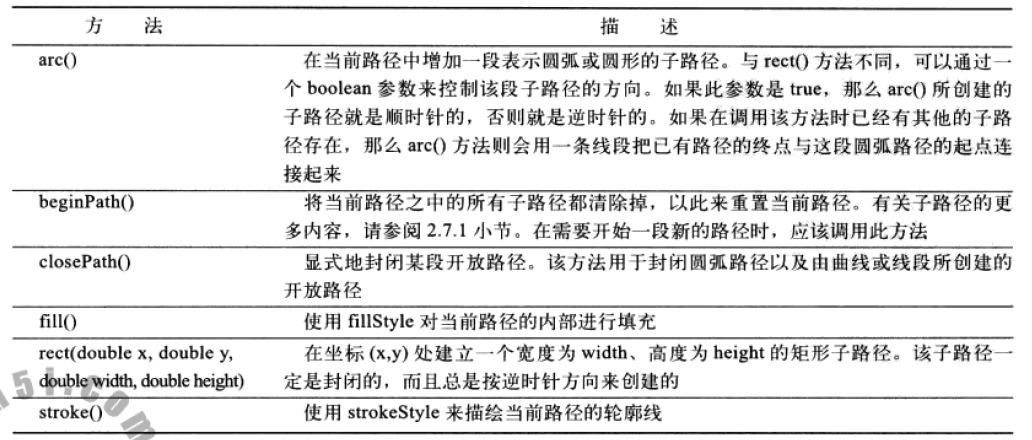 方 法 描 述
arc() 在当前路径中增加一段表示圆弧或圆形的子路径。与 rect() 方法不同，可以通过一
个 boolean 参数来控制该段子路径的方向。如果此参数是 true，那么 arc() 所创建的
子路径就是顺时针的，否则就是逆时针的。如果在调用该方法时已经有其他的子路
径存在，那么 arc() 方法则会用一条线段把已有路径的终点与这段圆弧路径的起点连
接起来
beginPath() 将当前路径之中的所有子路径都清除掉，以此来重置当前路径。有关子路径的更
多内容，请参阅 2.7.1 小节。在需要开始一段新的路径时，应该调用此方法
closePath() 显式地封闭某段开放路径。该方法用于封闭圆弧路径以及由曲线或线段所创建的
开放路径
fill() 使用 fillStyle 对当前路径的内部进行填充
rect(double x, double y, 在坐标 (x,y) 处建立一个宽度为 width、高度为 height 的矩形子路径。该子路径一
double width, double height) 定是封闭的，而且总是按逆时针方向来创建的
stroke() 使用 strokeStyle 来描绘当前路径的轮廓线